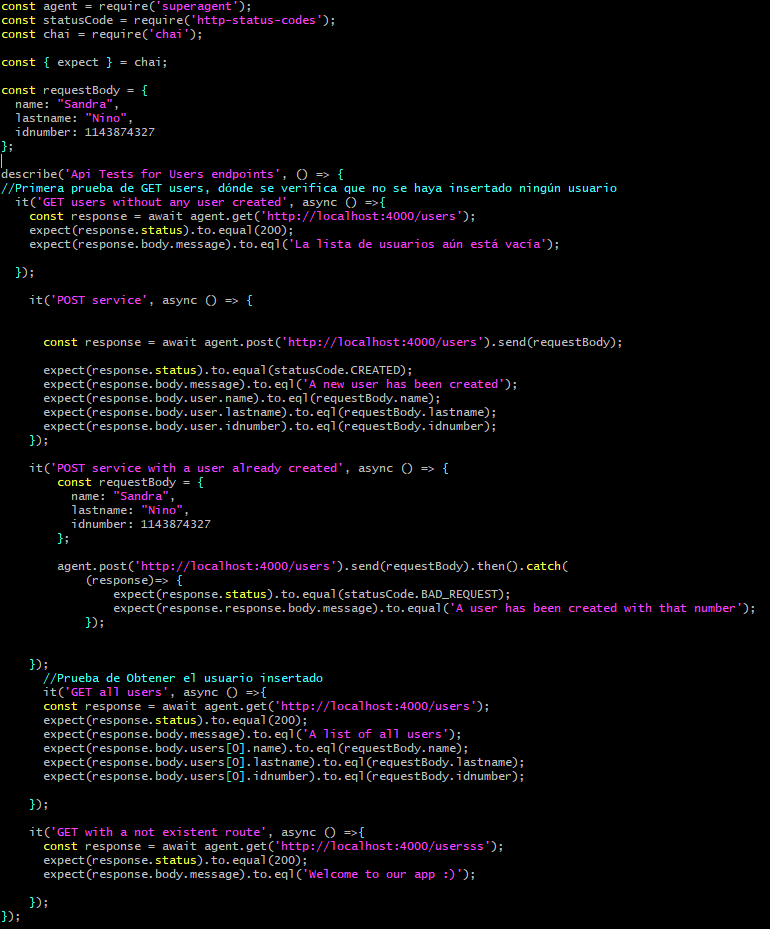 const agent = require('superagent');
const statusCode = require('http-status-codes');
const chai = require('chai');

const { expect } = chai;

const requestBody = {
  name: "Sandra",
  lastname: "Nino",
  idnumber: 1143874327
};

describe('Api Tests for Users endpoints', () => {
//Primera prueba de GET users, dónde se verifica que no se haya insertado ningún usuario
  it('GET users without any user created', async () =>{
    const response = await agent.get('http://localhost:4000/users');
    expect(response.status).to.equal(200);
    expect(response.body.message).to.eql('La lista de usuarios aún está vacía');

  });

    it('POST service', async () => {


      const response = await agent.post('http://localhost:4000/users').send(requestBody);

      expect(response.status).to.equal(statusCode.CREATED);
      expect(response.body.message).to.eql('A new user has been created');
      expect(response.body.user.name).to.eql(requestBody.name);
      expect(response.body.user.lastname).to.eql(requestBody.lastname);
      expect(response.body.user.idnumber).to.eql(requestBody.idnumber);
    });

    it('POST service with a user already created', async () => {
        const requestBody = {
          name: "Sandra",
          lastname: "Nino",
          idnumber: 1143874327
        };

        agent.post('http://localhost:4000/users').send(requestBody).then().catch(
            (response)=> {
                expect(response.status).to.equal(statusCode.BAD_REQUEST);
                expect(response.response.body.message).to.equal('A user has been created with that number');
            });


    });
      //Prueba de Obtener el usuario insertado
      it('GET all users', async () =>{
      const response = await agent.get('http://localhost:4000/users');
      expect(response.status).to.equal(200);
      expect(response.body.message).to.eql('A list of all users');
      expect(response.body.users[0].name).to.eql(requestBody.name);
      expect(response.body.users[0].lastname).to.eql(requestBody.lastname);
      expect(response.body.users[0].idnumber).to.eql(requestBody.idnumber);

    });

    it('GET with a not existent route', async () =>{
      const response = await agent.get('http://localhost:4000/usersss');
      expect(response.status).to.equal(200);
      expect(response.body.message).to.eql('Welcome to our app :)');

    });
});